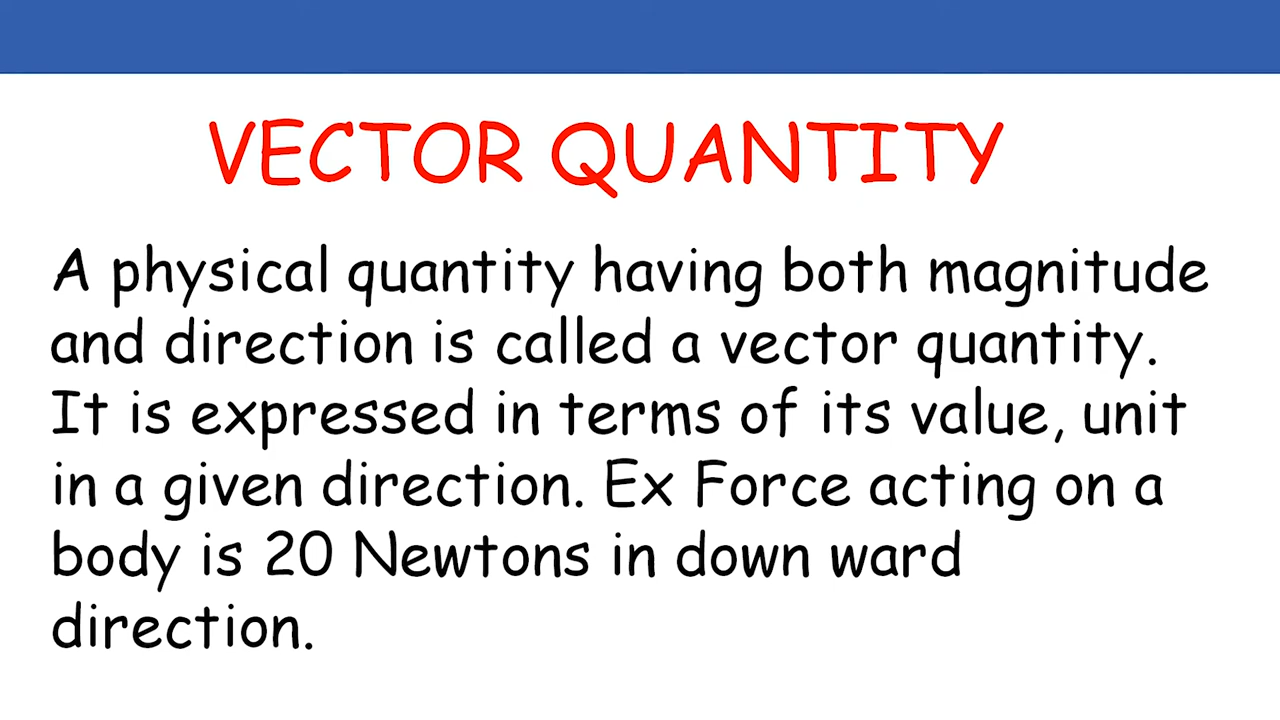 VECTOR QUANTITY
A physical quantity having both magnitude
and direction is called a vector quantity.
It is expressed in terms of its value, unit
in a given direction. Ex Force acting on a
body is 20 Newtons in down ward
direction.